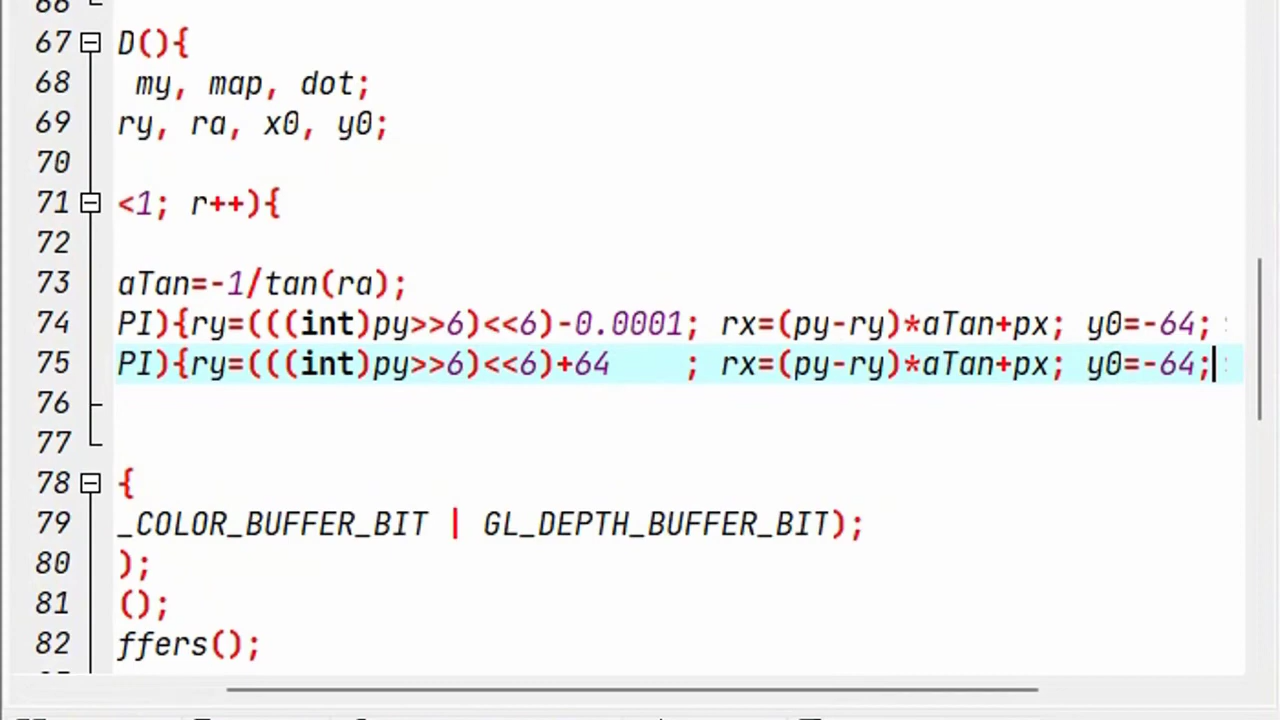 66
67 D(){
68 my, map, dot;
69 ry, ra, x0, y0;
70
71 <1; r++){
72
73 aTan=-1/tan(ra);
74 PI){ry=(((int)py>>6)<<6)-0.0001; rx=(py-ry)*aTan+px; y0=-64;
75 PI){ry=(((int)py>>6)<<6)+64    ; rx=(py-ry)*aTan+px; y0=-64;
76
77
78 {
79 _COLOR_BUFFER_BIT | GL_DEPTH_BUFFER_BIT);
80 );
81 ();
82 ffers();